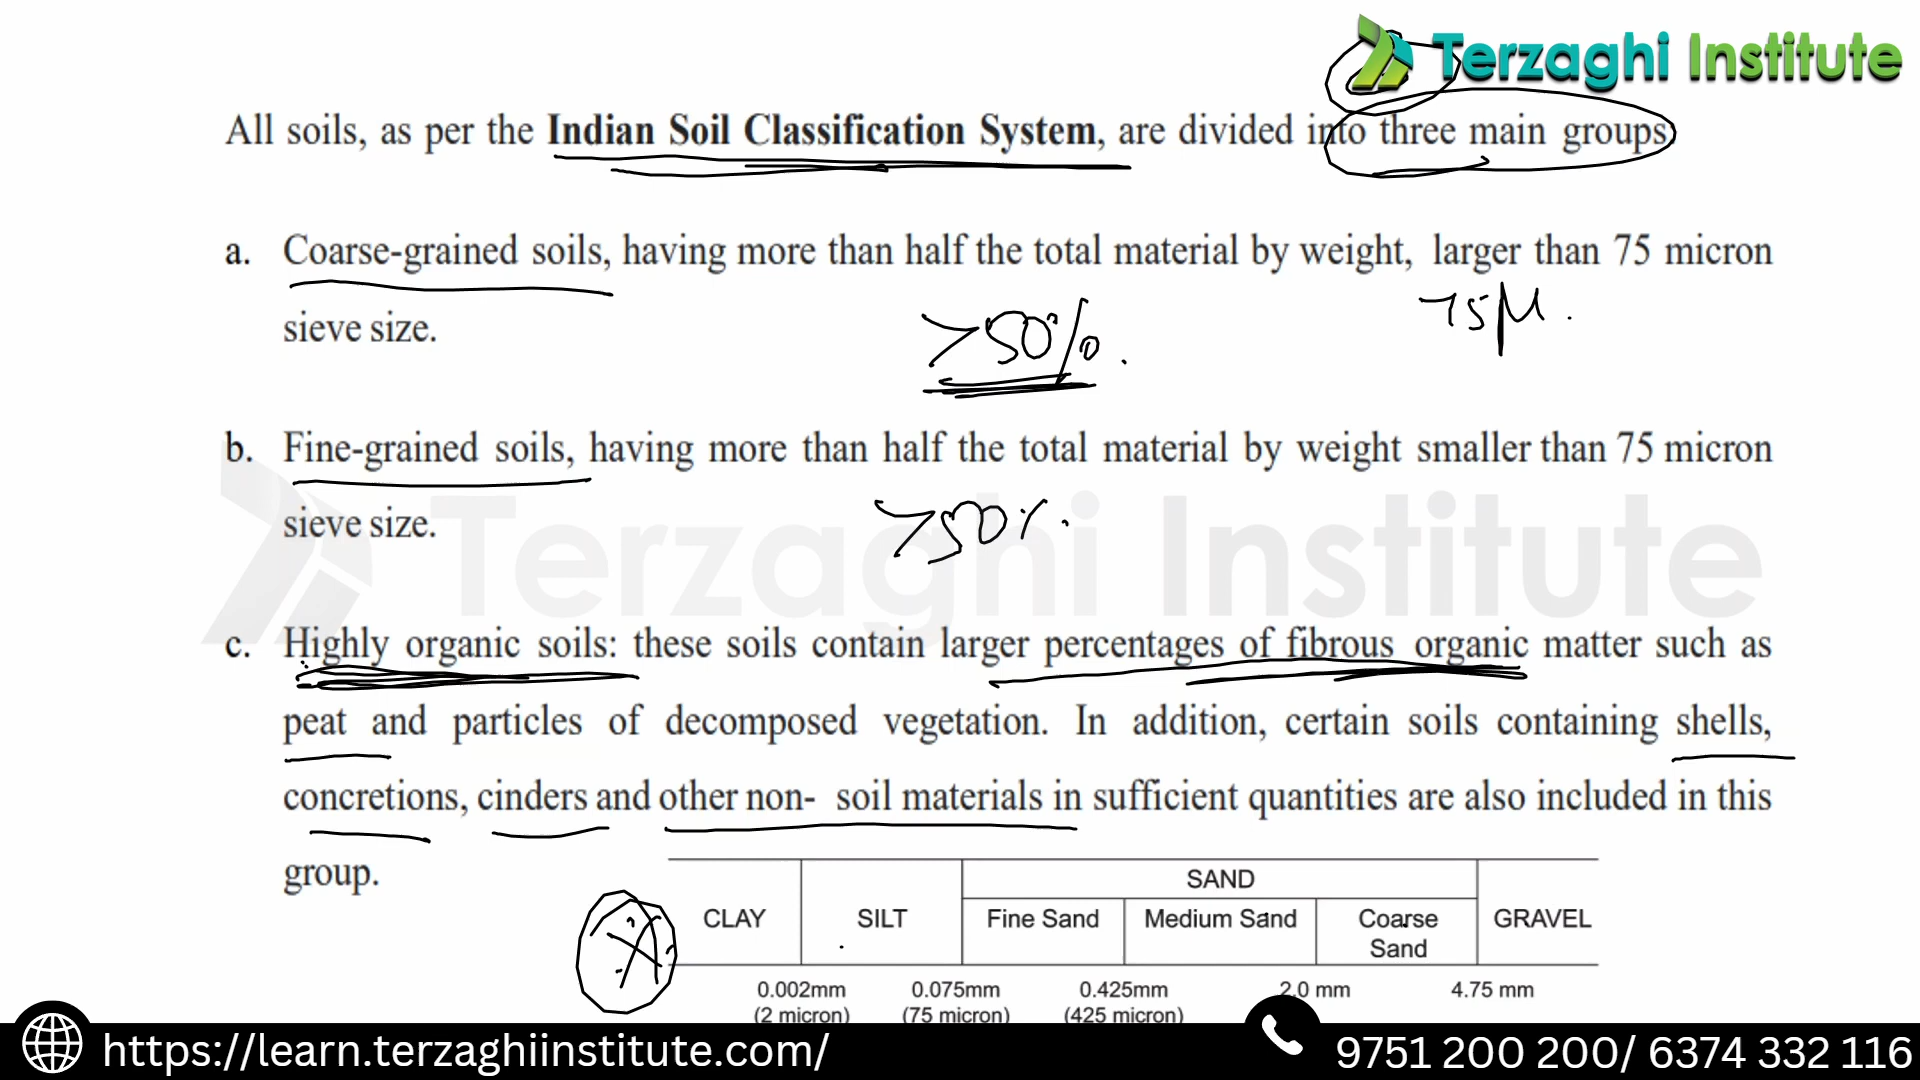 Terzaghi Institute
All soils, as per the Indian Soil Classification System, are divided into three main groups
a. Coarse-grained soils, having more than half the total material by weight, larger than 75 micron
75μ.
sieve size.
>50%.
b. Fine-grained soils, having more than half the total material by weight smaller than 75 micron
sieve size.
>50%
Terzaghi Institute
c. Highly organic soils: these soils contain larger percentages of fibrous organic matter such as
peat and particles of decomposed vegetation. In addition, certain soils containing shells,
concretions, cinders and other non- soil materials in sufficient quantities are also included in this
group.
SAND
CLAY SILT Fine Sand Medium Sand Coarse GRAVEL
Sand
0.002mm 0.075mm 0.425mm 2.0 mm 4.75 mm
(2 micron) (75 micron) (425 micron)
https://learn.terzaghiinstitute.com/ 9751 200 200/ 6374 332 116